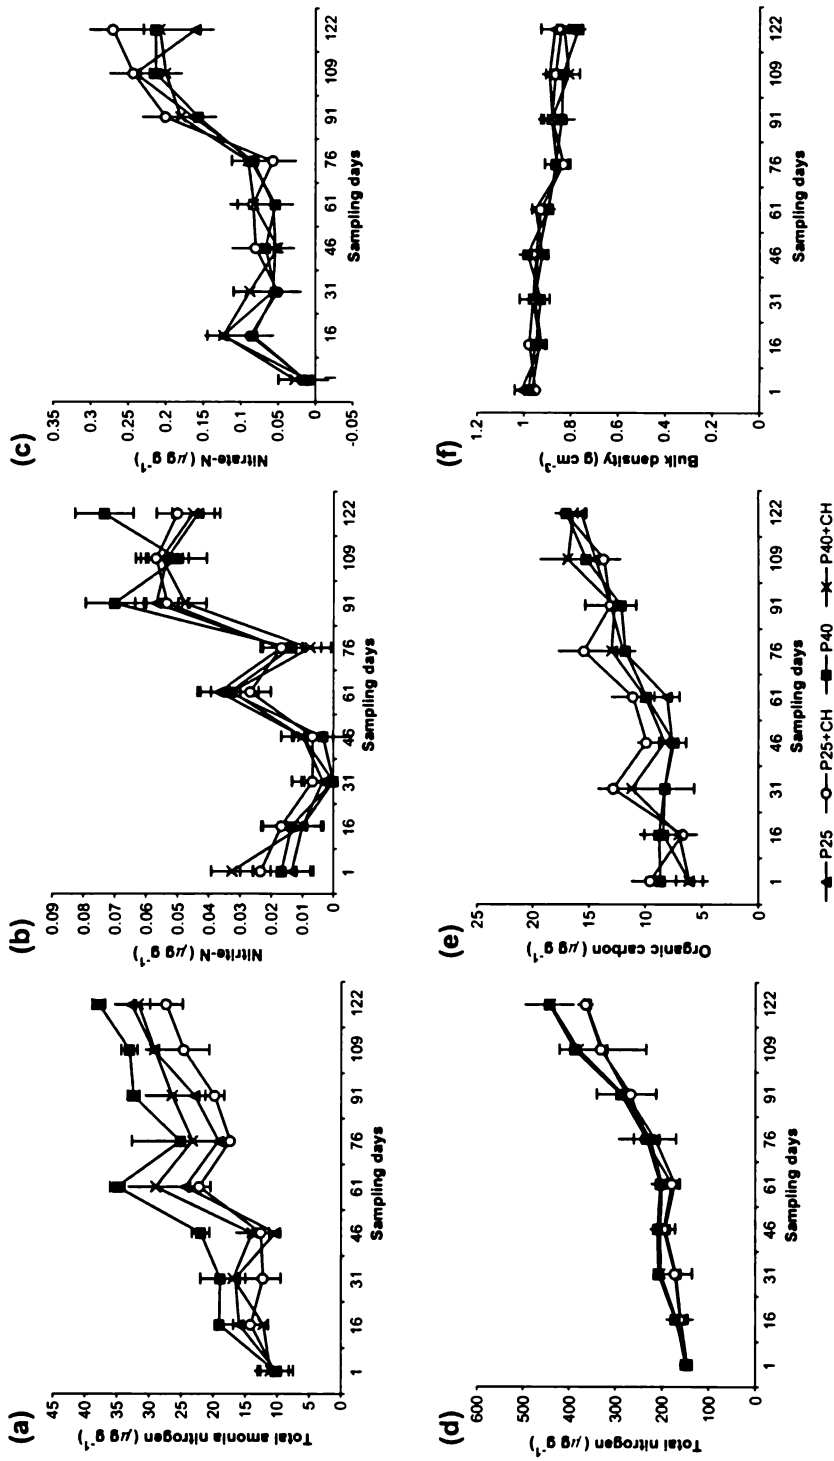 (a)
Total amonia nitrogen (μg g⁻¹)
45
40
35
30
25
20
15
10
5
0
1 16 31 46 61 76 91 109 122
Sampling days
(b)
Nitrite-N (μg g⁻¹)
0.09
0.08
0.07
0.06
0.05
0.04
0.03
0.02
0.01
0
1 16 31 46 61 76 91 109 122
Sampling days
(c)
Nitrate-N (μg g⁻¹)
0.35
0.3
0.25
0.2
0.15
0.1
0.05
0
-0.05
1 16 31 46 61 76 91 109 122
Sampling days
(d)
Total nitrogen (μg g⁻¹)
600
500
400
300
200
100
0
1 16 31 46 61 76 91 109 122
Sampling days
(e)
Organic carbon (μg g⁻¹)
25
20
15
10
5
0
1 16 31 46 61 76 91 109 122
Sampling days
(f)
Bulk density (g cm⁻³)
1.2
1
0.8
0.6
0.4
0.2
0
1 16 31 46 61 76 91 109 122
Sampling days
P25 P25+CH P40 P40+CH